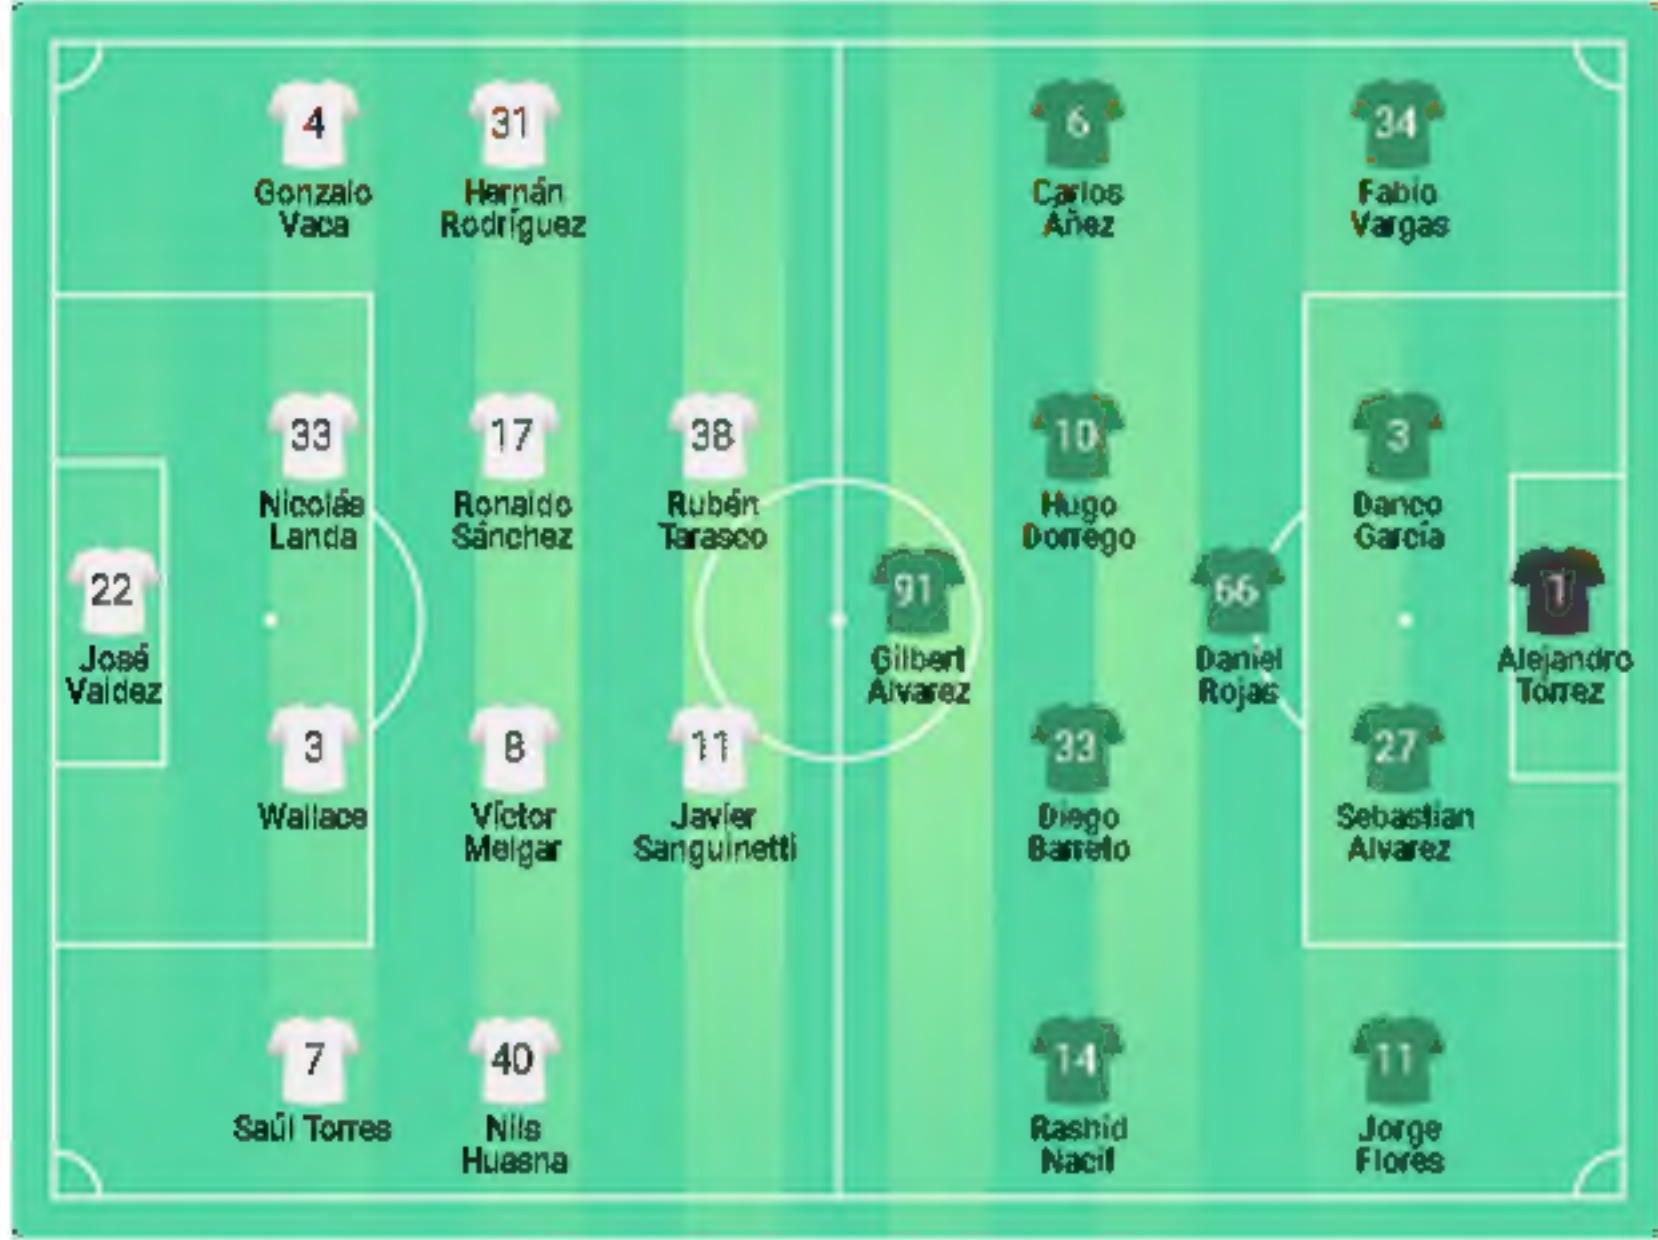 4
Gonzalo
Vaca
31
Hernán
Rodríguez
6
Carlos
Áñez
34
Fabio
Vargas
33
Nicolás
Landa
17
Ronaldo
Sánchez
38
Rubén
Tarasco
10
Hugo
Dorrego
3
Danco
García
22
José
Valdez
91
Gilbert
Alvarez
66
Daniel
Rojas
1
Alejandro
Torrez
3
Wallace
8
Víctor
Melgar
11
Javier
Sanguinetti
33
Diego
Barreto
27
Sebastian
Alvarez
7
Saúl Torres
40
Nils
Huasna
14
Rashid
Nacif
11
Jorge
Flores